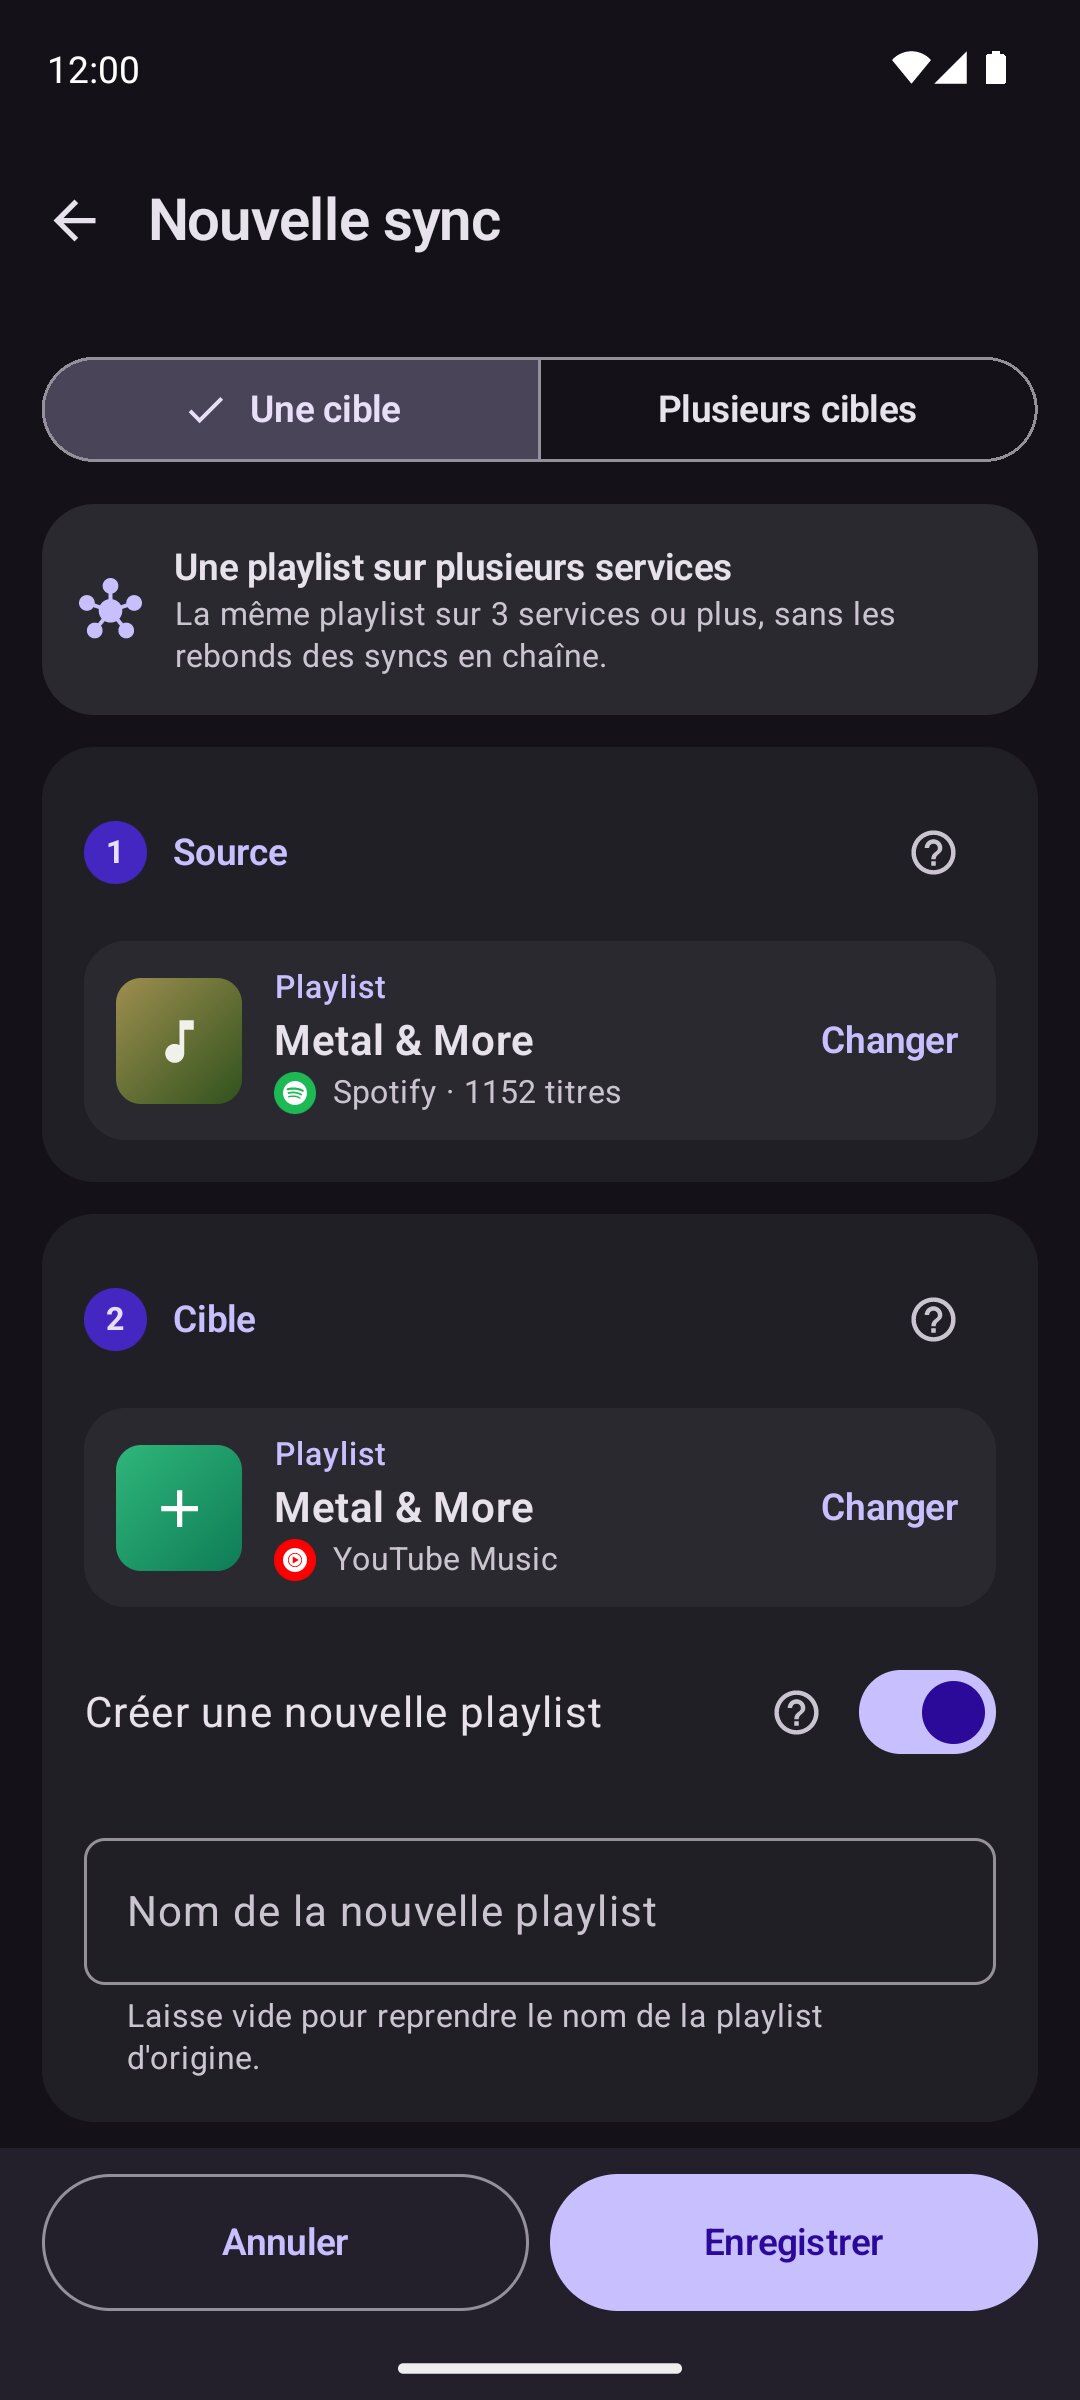 12:00
Nouvelle sync
Une cible
Plusieurs cibles
Une playlist sur plusieurs services
La même playlist sur 3 services ou plus, sans les
rebonds des syncs en chaîne.
1
Source
Playlist
Metal & More
Spotify · 1152 titres
Changer
2
Cible
Playlist
Metal & More
YouTube Music
Changer
Créer une nouvelle playlist
Nom de la nouvelle playlist
Laisse vide pour reprendre le nom de la playlist
d'origine.
Annuler
Enregistrer